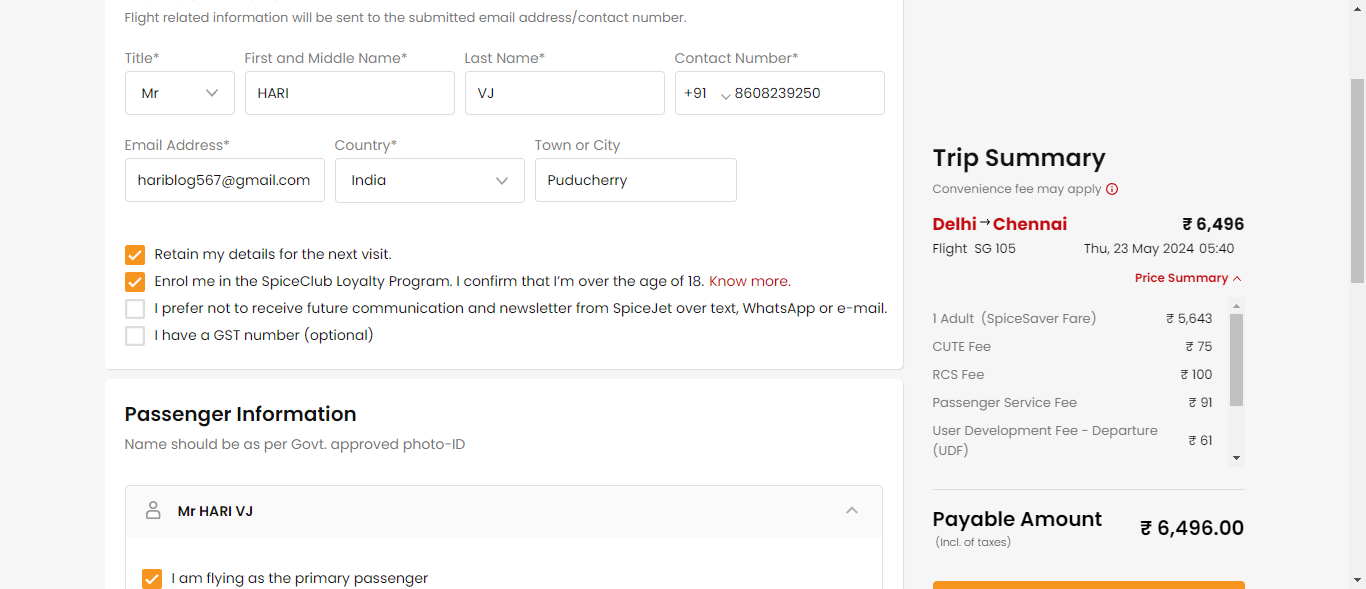 Flight related information will be sent to the submitted email address/contact number.
Title* First and Middle Name* Last Name* Contact Number*
Mr HARI VJ +91 8608239250
Email Address* Country* Town or City
hariblog567@gmail.com India Puducherry
Retain my details for the next visit.
Enrol me in the SpiceClub Loyalty Program. I confirm that I'm over the age of 18. Know more.
I prefer not to receive future communication and newsletter from SpiceJet over text, WhatsApp or e-mail.
I have a GST number (optional)
Passenger Information
Name should be as per Govt. approved photo-ID
Mr HARI VJ
I am flying as the primary passenger
Trip Summary
Convenience fee may apply
Delhi → Chennai ₹ 6,496
Flight SG 105 Thu, 23 May 2024 05:40
Price Summary
1 Adult (SpiceSaver Fare) ₹ 5,643
CUTE Fee ₹ 75
RCS Fee ₹ 100
Passenger Service Fee ₹ 91
User Development Fee - Departure
(UDF) ₹ 61
Payable Amount ₹ 6,496.00
(Incl. of taxes)